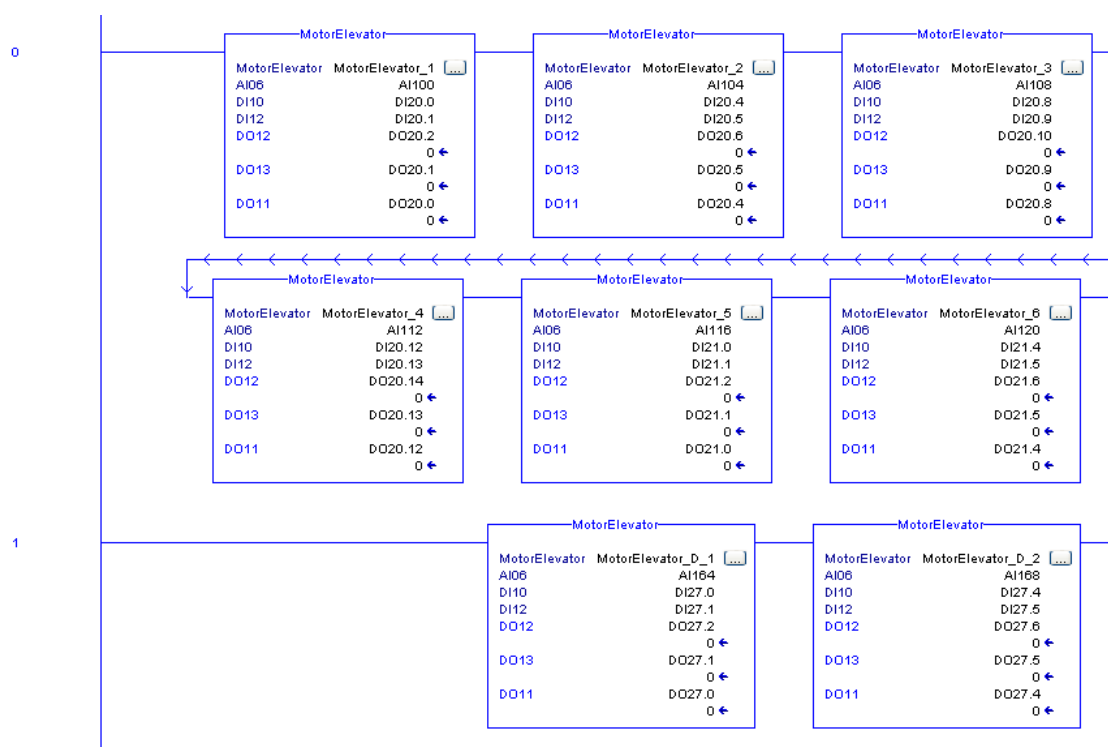 0
MotorElevator
MotorElevator MotorElevator_1 ...
AI06 AI100
DI10 DI20.0
DI12 DI20.1
DO12 DO20.2
0
DO13 DO20.1
0
DO11 DO20.0
0
MotorElevator
MotorElevator MotorElevator_2 ...
AI06 AI104
DI10 DI20.4
DI12 DI20.5
DO12 DO20.6
0
DO13 DO20.5
0
DO11 DO20.4
0
MotorElevator
MotorElevator MotorElevator_3 ...
AI06 AI108
DI10 DI20.8
DI12 DI20.9
DO12 DO20.10
0
DO13 DO20.9
0
DO11 DO20.8
0
MotorElevator
MotorElevator MotorElevator_4 ...
AI06 AI112
DI10 DI20.12
DI12 DI20.13
DO12 DO20.14
0
DO13 DO20.13
0
DO11 DO20.12
0
MotorElevator
MotorElevator MotorElevator_5 ...
AI06 AI116
DI10 DI21.0
DI12 DI21.1
DO12 DO21.2
0
DO13 DO21.1
0
DO11 DO21.0
0
MotorElevator
MotorElevator MotorElevator_6 ...
AI06 AI120
DI10 DI21.4
DI12 DI21.5
DO12 DO21.6
0
DO13 DO21.5
0
DO11 DO21.4
0
1
MotorElevator
MotorElevator MotorElevator_D_1 ...
AI06 AI164
DI10 DI27.0
DI12 DI27.1
DO12 DO27.2
0
DO13 DO27.1
0
DO11 DO27.0
0
MotorElevator
MotorElevator MotorElevator_D_2 ...
AI06 AI168
DI10 DI27.4
DI12 DI27.5
DO12 DO27.6
0
DO13 DO27.5
0
DO11 DO27.4
0